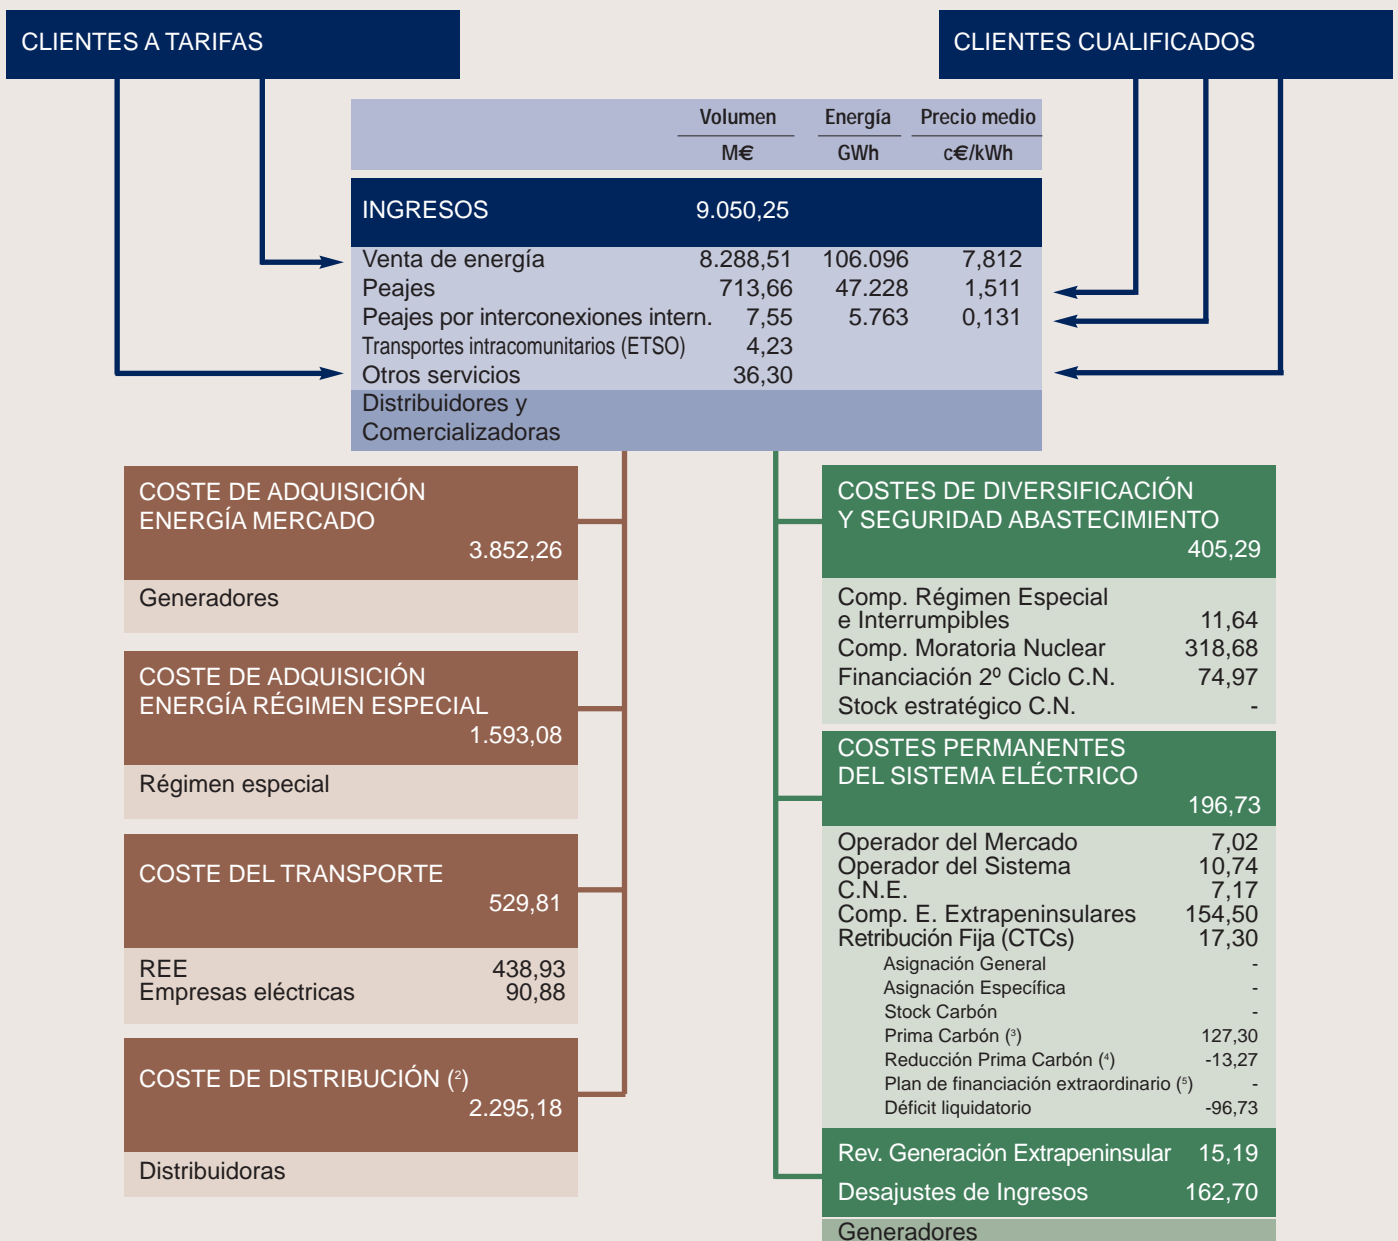 CLIENTES A TARIFAS
CLIENTES CUALIFICADOS
Volumen Energía Precio medio
M€ GWh c€/kWh
INGRESOS 9.050,25
Venta de energía 8.288,51 106.096 7,812
Peajes 713,66 47.228 1,511
Peajes por interconexiones intern. 7,55 5.763 0,131
Transportes intracomunitarios (ETSO) 4,23
Otros servicios 36,30
Distribuidores y
Comercializadoras
COSTE DE ADQUISICIÓN
ENERGÍA MERCADO
3.852,26
Generadores
COSTE DE ADQUISICIÓN
ENERGÍA RÉGIMEN ESPECIAL
1.593,08
Régimen especial
COSTE DEL TRANSPORTE
529,81
REE 438,93
Empresas eléctricas 90,88
COSTE DE DISTRIBUCIÓN (2)
2.295,18
Distribuidoras
COSTES DE DIVERSIFICACIÓN
Y SEGURIDAD ABASTECIMIENTO
405,29
Comp. Régimen Especial
e Interrumpibles 11,64
Comp. Moratoria Nuclear 318,68
Financiación 2º Ciclo C.N. 74,97
Stock estratégico C.N. -
COSTES PERMANENTES
DEL SISTEMA ELÉCTRICO
196,73
Operador del Mercado 7,02
Operador del Sistema 10,74
C.N.E. 7,17
Comp. E. Extrapeninsulares 154,50
Retribución Fija (CTCs) 17,30
Asignación General -
Asignación Específica -
Stock Carbón -
Prima Carbón (3) 127,30
Reducción Prima Carbón (4) -13,27
Plan de financiación extraordinario (5) -
Déficit liquidatorio -96,73
Rev. Generación Extrapeninsular 15,19
Desajustes de Ingresos 162,70
Generadores